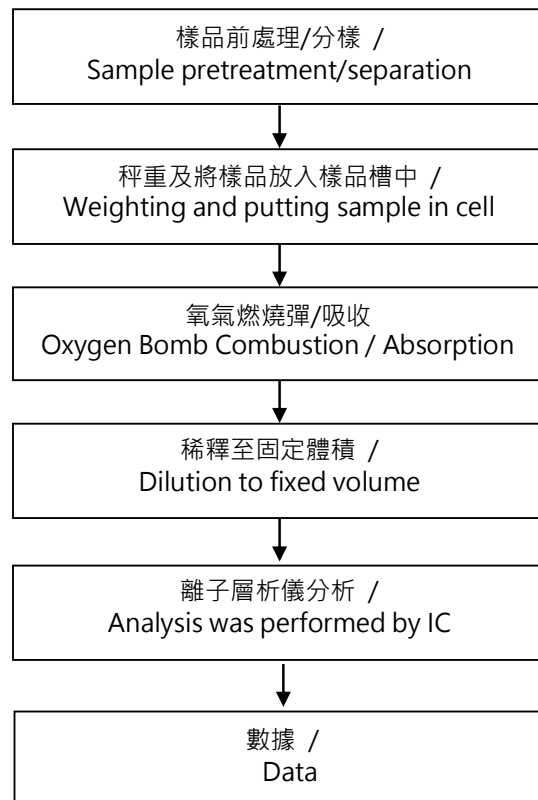 樣品前處理/分樣 /
Sample pretreatment/separation
秤重及將樣品放入樣品槽中 /
Weighting and putting sample in cell
氧氣燃燒彈/吸收
Oxygen Bomb Combustion / Absorption
稀釋至固定體積 /
Dilution to fixed volume
離子層析儀分析 /
Analysis was performed by IC
數據 /
Data